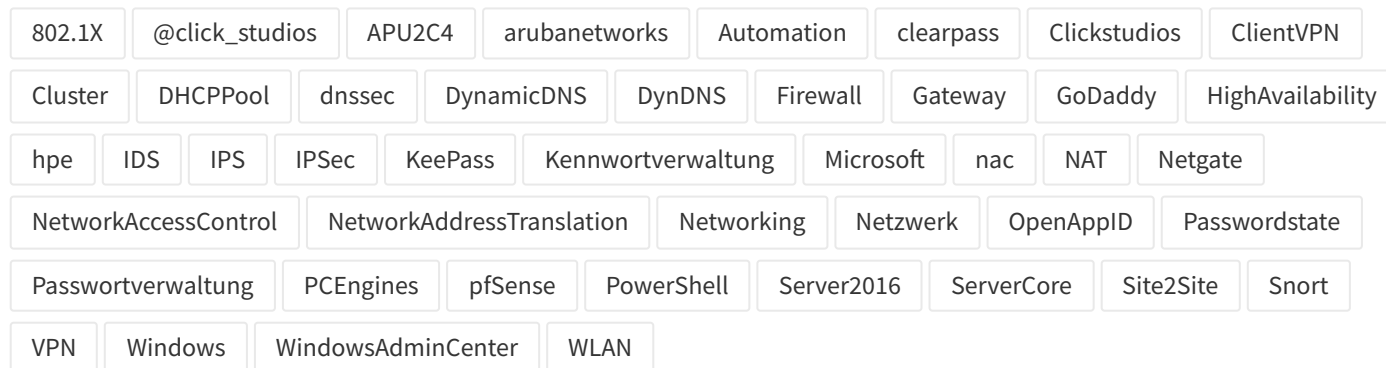 802.1X @click_studios APU2C4 arubanetworks Automation clearpass Clickstudios ClientVPN
Cluster DHCPPool dnssec DynamicDNS DynDNS Firewall Gateway GoDaddy HighAvailability
hpe IDS IPS IPSec KeePass Kennwortverwaltung Microsoft nac NAT Netgate
NetworkAccessControl NetworkAddressTranslation Networking Netzwerk OpenAppID Passwordstate
Passwortverwaltung PCEngines pfSense PowerShell Server2016 ServerCore Site2Site Snort
VPN Windows WindowsAdminCenter WLAN